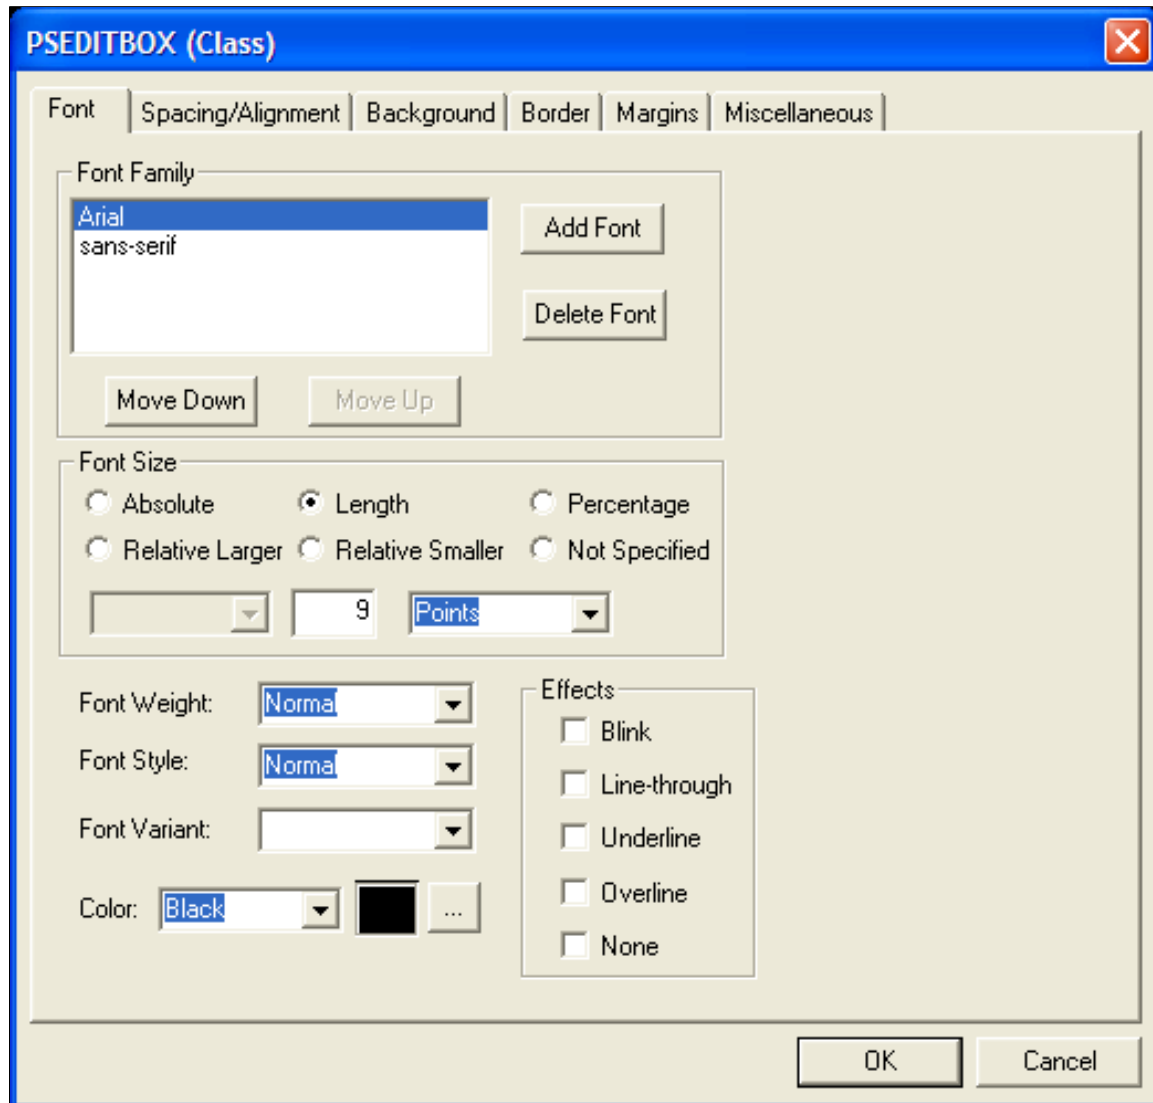 PSEDITBOX (Class)
Font Spacing/Alignment Background Border Margins Miscellaneous
Font Family
Arial
sans-serif
Add Font
Delete Font
Move Down Move Up
Font Size
Absolute Length Percentage
Relative Larger Relative Smaller Not Specified
9 Points
Font Weight: Normal
Font Style: Normal
Font Variant:
Color: Black ...
Effects
Blink
Line-through
Underline
Overline
None
OK Cancel